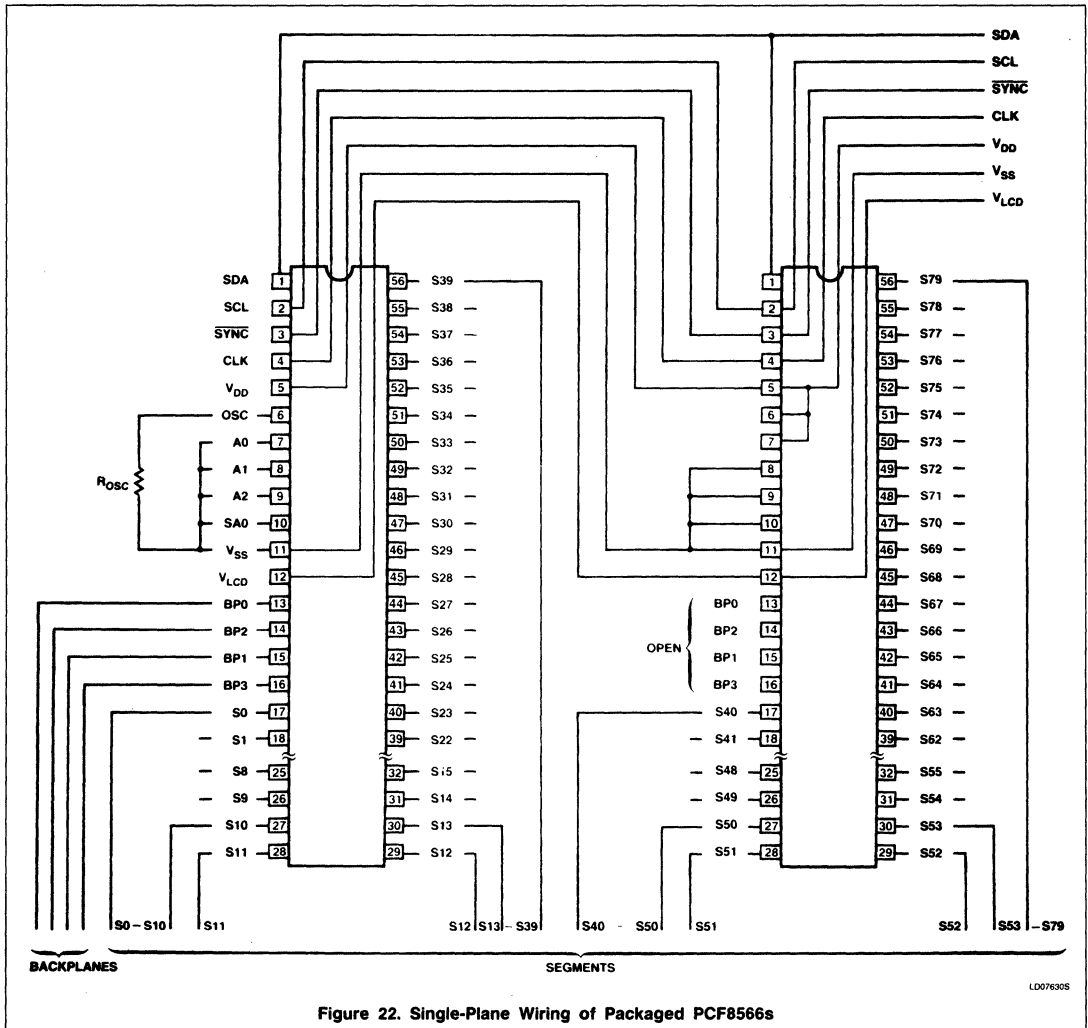 SDA
SCL
SYNC
CLK
VDD
VSS
VLCD
SDA 1 56 S39
SCL 2 55 S38
SYNC 3 54 S37
CLK 4 53 S36
VDD 5 52 S35
OSC 6 51 S34
A0 7 50 S33
A1 8 49 S32
A2 9 48 S31
SA0 10 47 S30
VSS 11 46 S29
VLCD 12 45 S28
BP0 13 44 S27
BP2 14 43 S26
BP1 15 42 S25
BP3 16 41 S24
S0 17 40 S23
S1 18 39 S22
S8 25 32 S15
S9 26 31 S14
S10 27 30 S13
S11 28 29 S12
ROSC
1 56 S79
2 55 S78
3 54 S77
4 53 S76
5 52 S75
6 51 S74
7 50 S73
8 49 S72
9 48 S71
10 47 S70
11 46 S69
12 45 S68
BP0 13 44 S67
BP2 14 43 S66
BP1 15 42 S65
BP3 16 41 S64
OPEN
S40 17 40 S63
S41 18 39 S62
S48 25 32 S55
S49 26 31 S54
S50 27 30 S53
S51 28 29 S52
S0 – S10 S11 S12 S13 – S39 S40 - S50 S51 S52 S53 – S79
BACKPLANES SEGMENTS
LD07630S
Figure 22. Single-Plane Wiring of Packaged PCF8566s